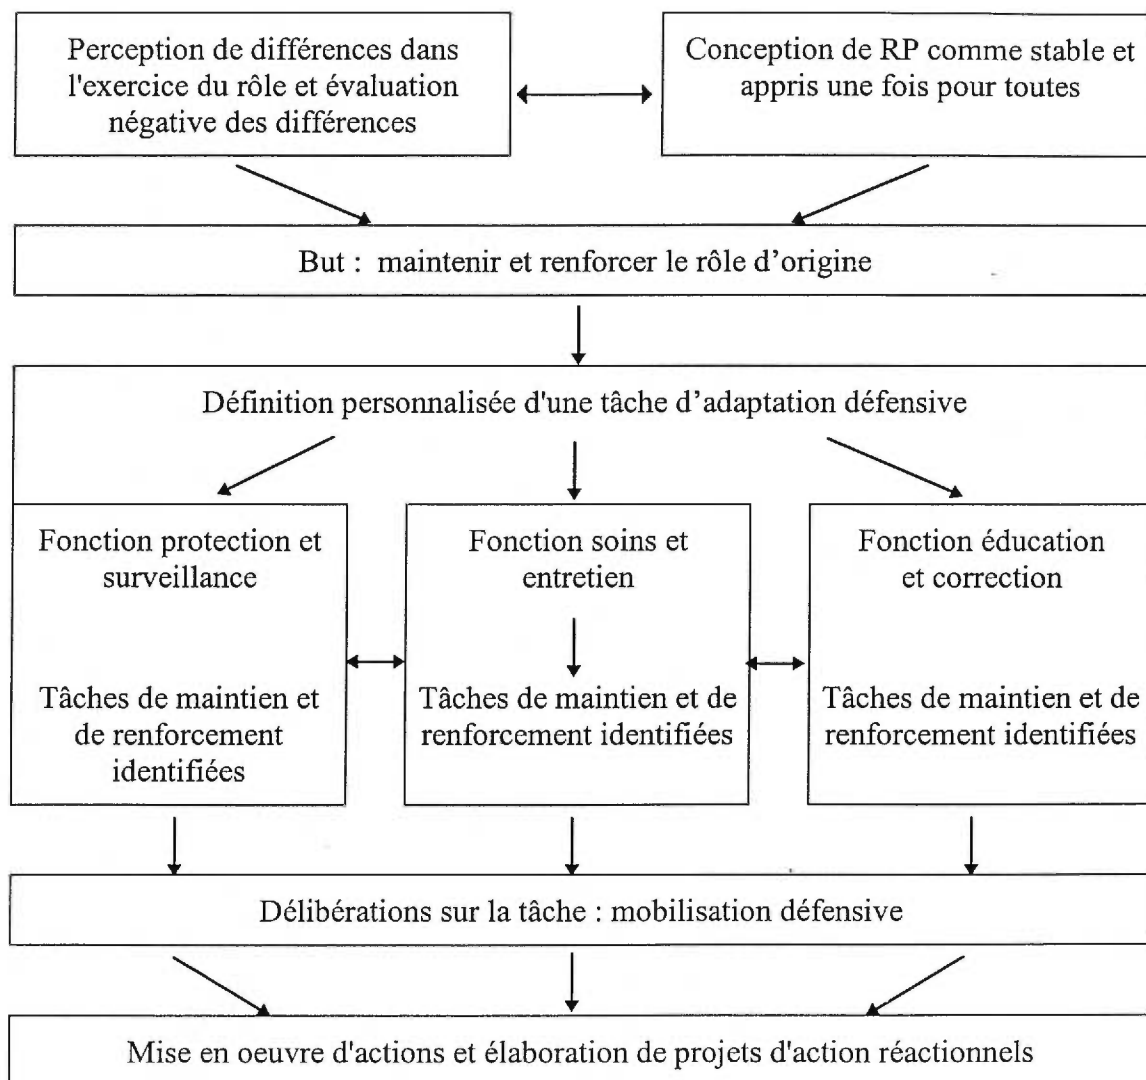 Perception de différences dans
l'exercice du rôle et évaluation
négative des différences
Conception de RP comme stable et
appris une fois pour toutes
But : maintenir et renforcer le rôle d’origine
Définition personnalisée d'une tâche d’adaptation défensive
Fonction protection et
surveillance
Tâches de maintien et
de renforcement
identifiées
Fonction soins et
entretien
Tâches de maintien et de
renforcement identifiées
Fonction éducation
et correction
Tâches de maintien et de
renforcement identifiées
Délibérations sur la tâche : mobilisation défensive
Mise en oeuvre d'actions et élaboration de projets d'action réactionnels